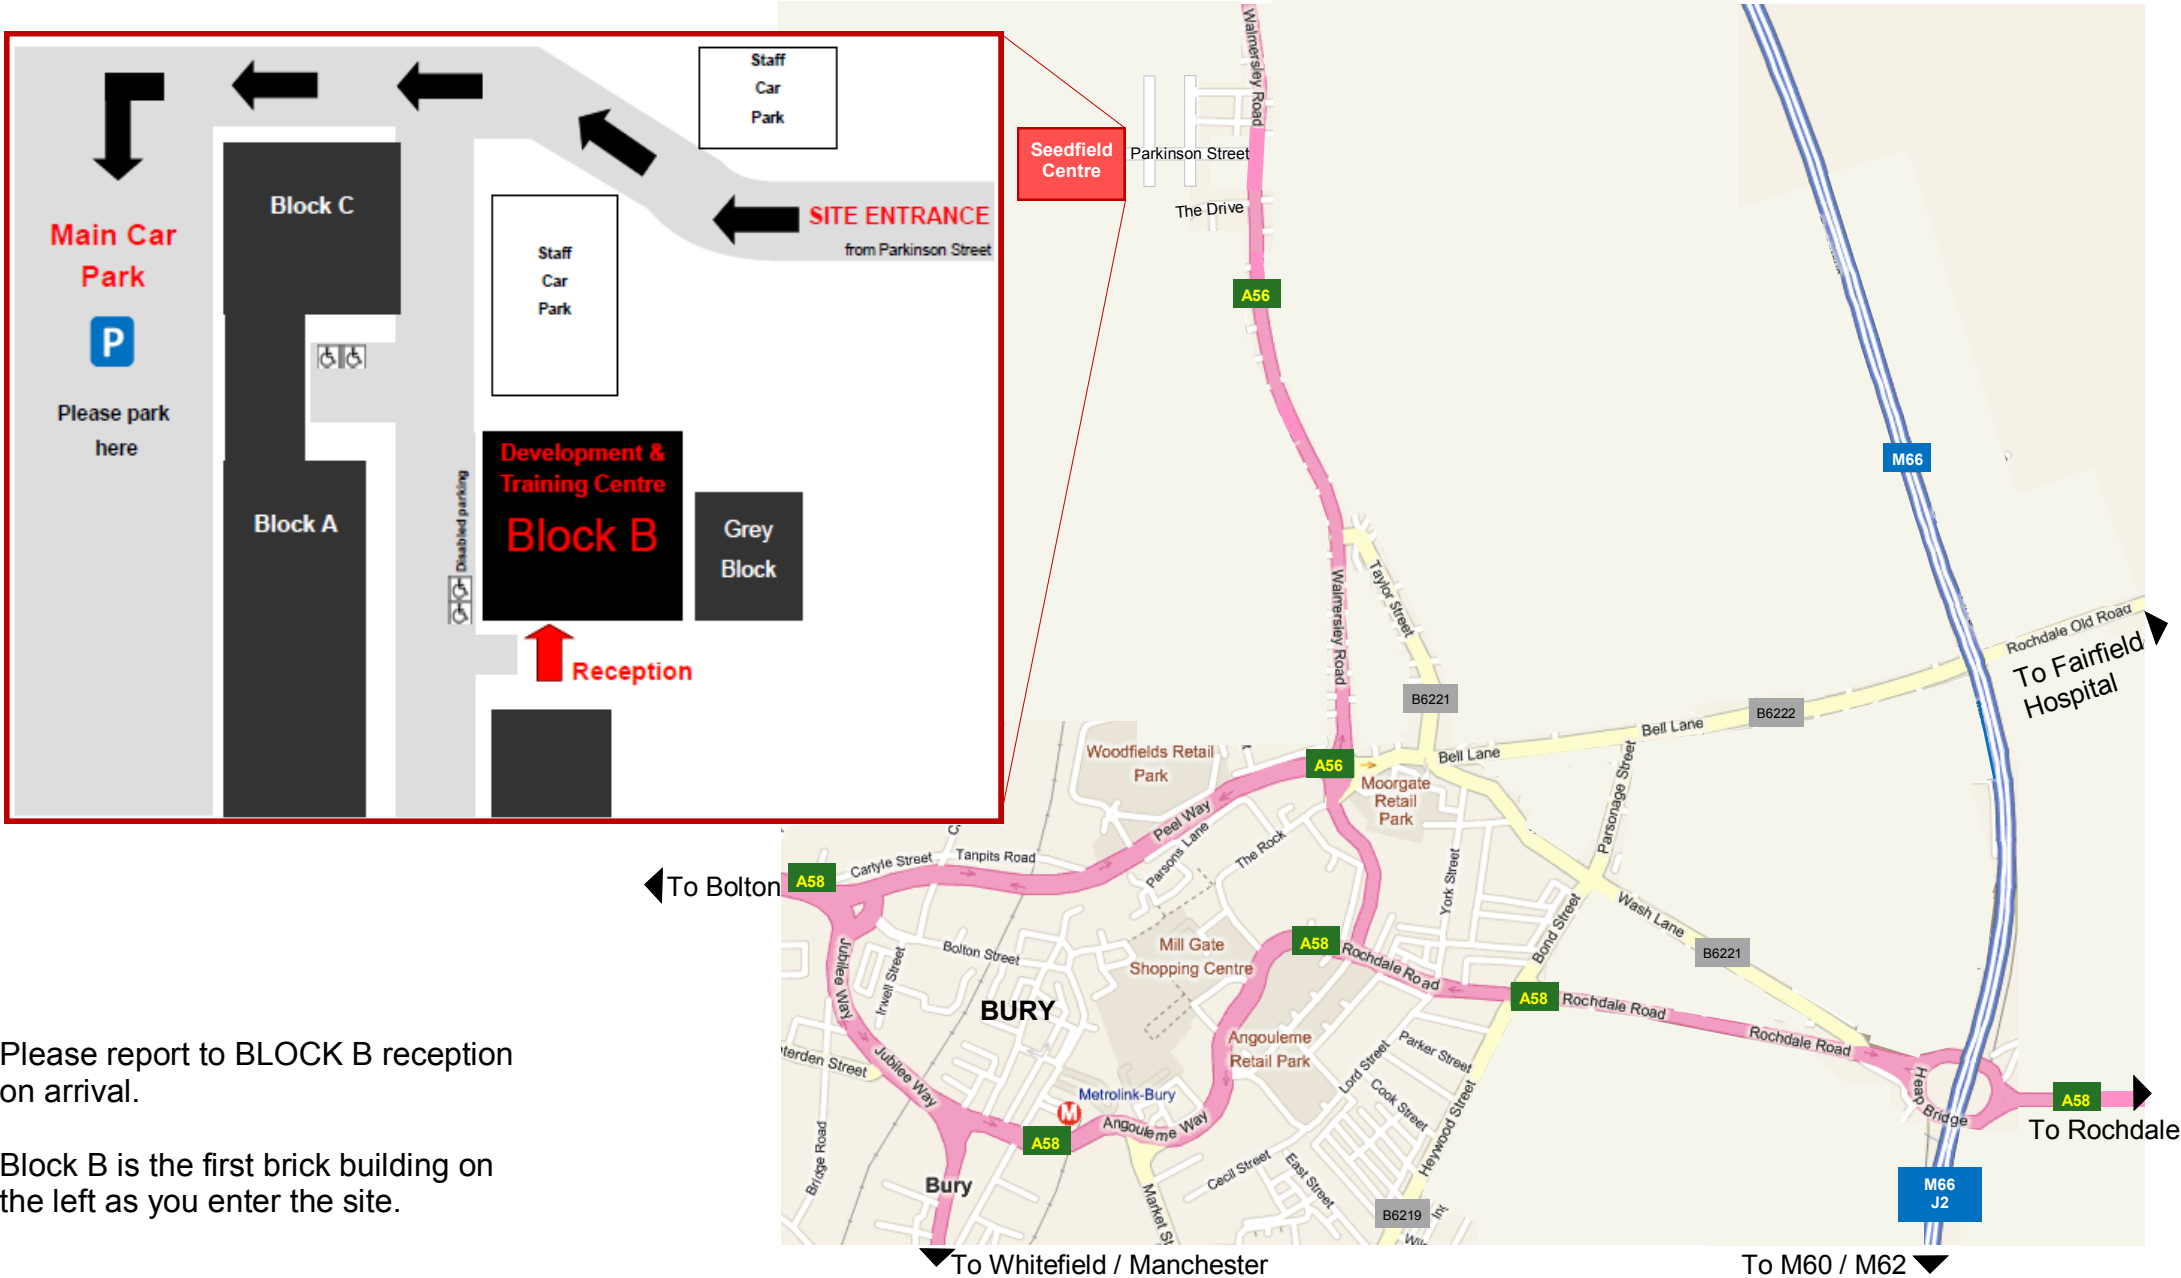 Staff
Car
Park
SITE ENTRANCE
from Parkinson Street
Block C
Main Car
Park
P
Please park
here
Staff
Car
Park
Block A
Disabled parking
Development &
Training Centre
Block B
Grey
Block
Reception
Seedfield
Centre
Walmersley Road
Parkinson Street
The Drive
A56
M66
Walmersley Road
Taylor Street
B6221
Rochdale Old Road
To Fairfield
Hospital
B6222
Bell Lane
Bell Lane
Parsonage Street
Woodfields Retail
Park
A56
Moorgate
Retail
Park
Peel Way
Parsons Lane
The Rock
Carlyle Street
Tanpits Road
To Bolton
A58
York Street
Bond Street
Wash Lane
B6221
Jubilee Way
Irwell Street
Bolton Street
Mill Gate
Shopping Centre
A58
Rochdale Road
A58
Rochdale Road
Rochdale Road
BURY
Angouleme
Retail Park
Parker Street
Lord Street
Cook Street
Heywood Street
terden Street
Jubilee Way
Metrolink-Bury
M
Angouleme Way
A58
Heap Bridge
A58
To Rochdale
Bridge Road
Bury
Market St
Cecil Street
East Street
B6219
M66
J2
To Whitefield / Manchester
To M60 / M62
Please report to BLOCK B reception
on arrival.
Block B is the first brick building on
the left as you enter the site.